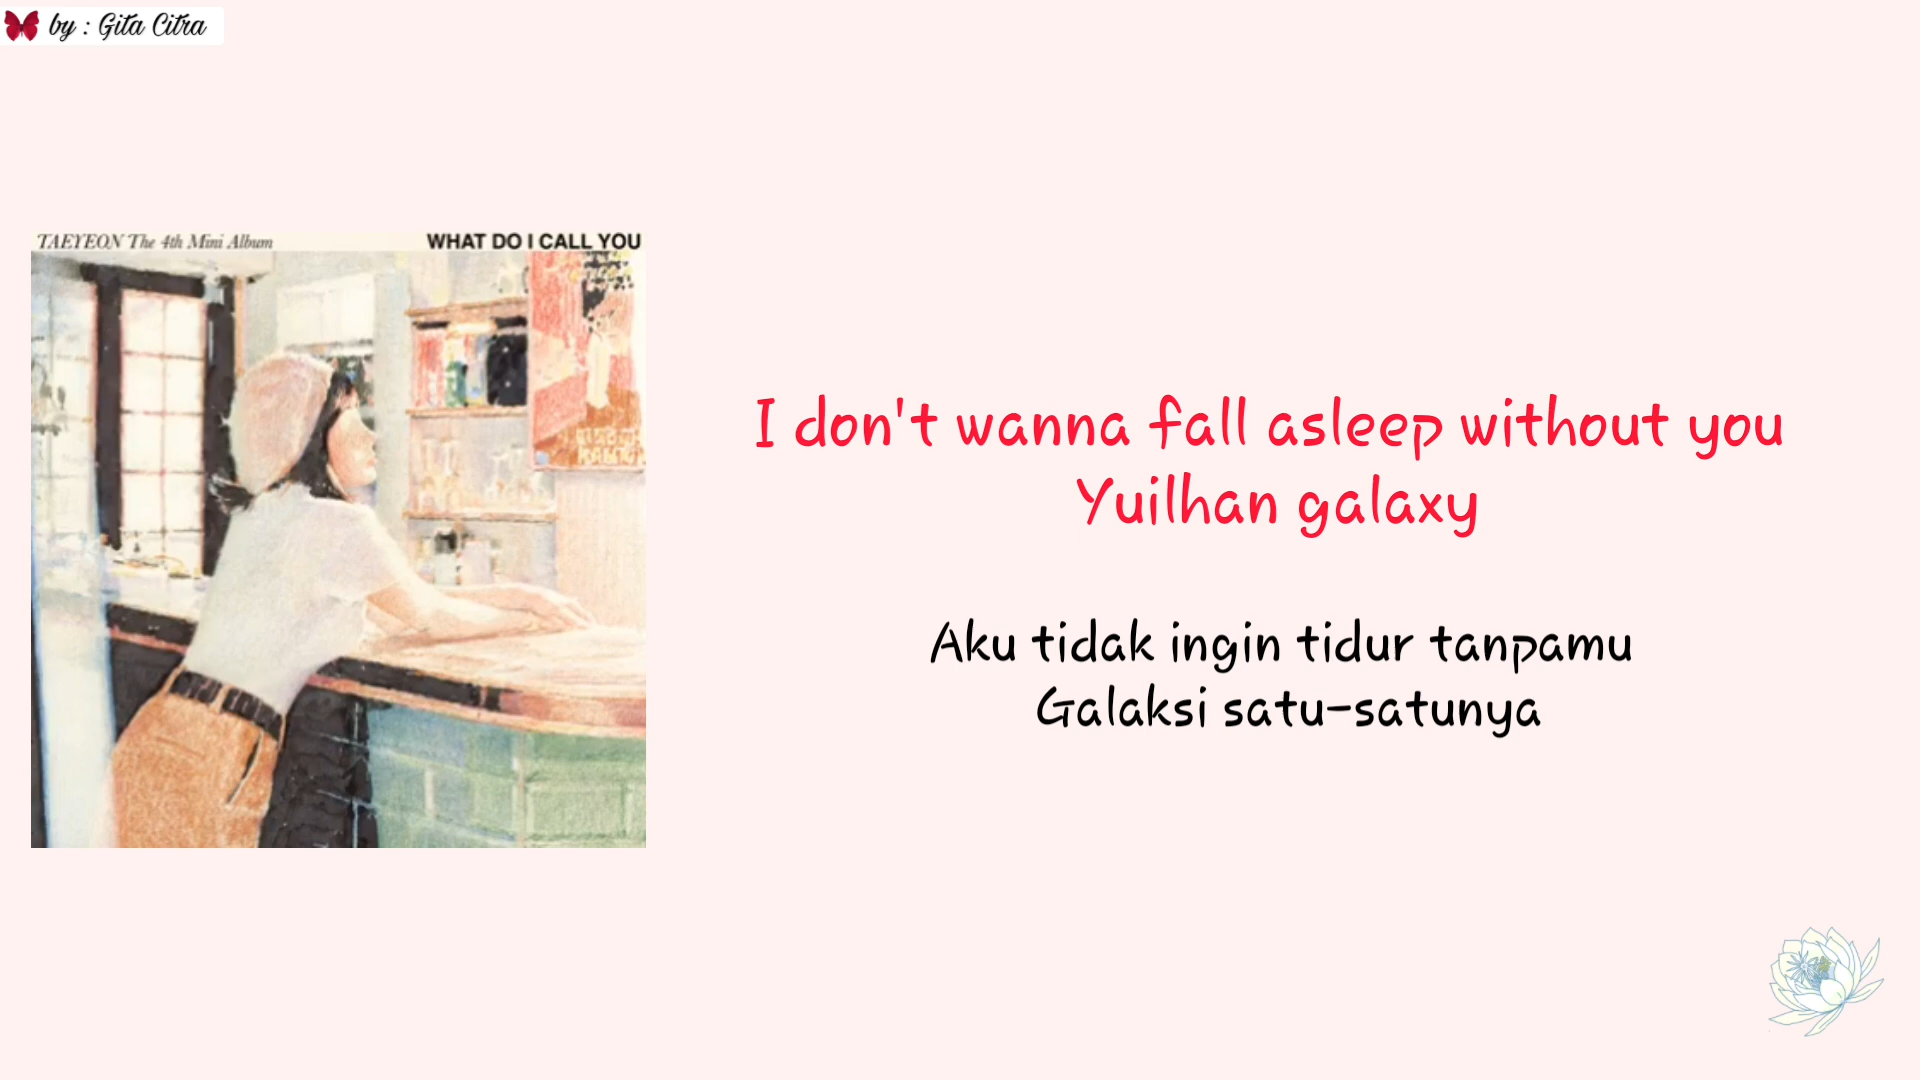 by : Gita Citra
TAEYEON The 4th Mini Album
WHAT DO I CALL YOU
I don't wanna fall asleep without you
Yuilhan galaxy
Aku tidak ingin tidur tanpamu
Galaksi satu-satunya